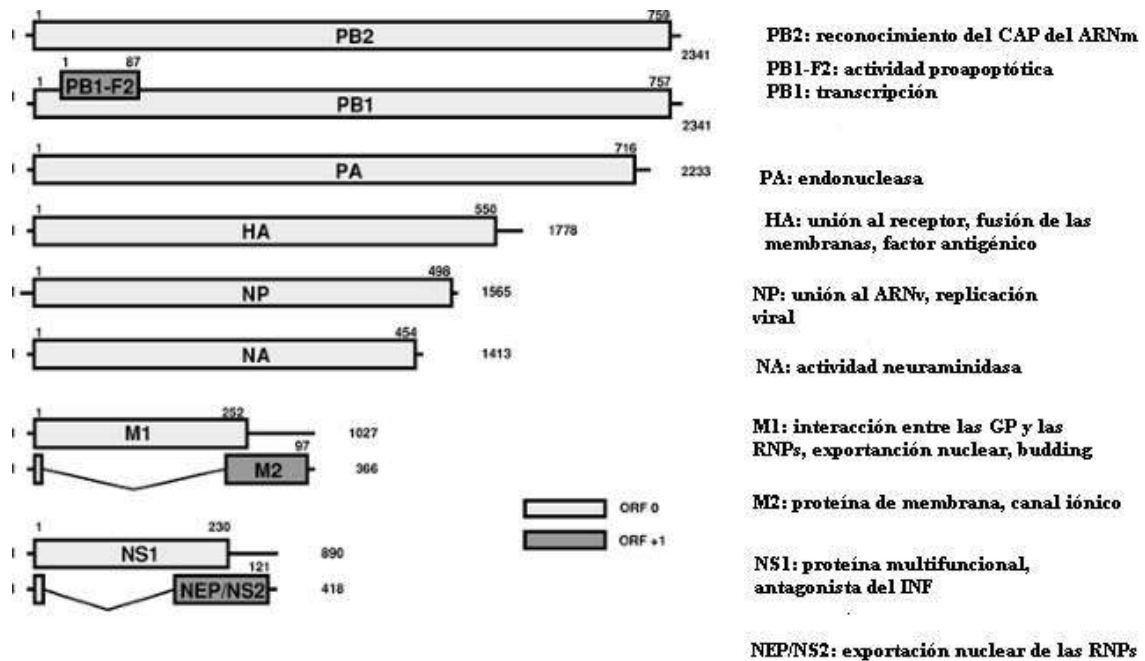 1 759
PB2
2341
PB2: reconocimiento del CAP del ARNm
1 87
PB1-F2
PB1-F2: actividad proapoptótica
1 757
PB1
2341
PB1: transcripción
1 716
PA
2233
PA: endonucleasa
1 550
HA
1778
HA: unión al receptor, fusión de las
membranas, factor antigénico
1 498
NP
1565
NP: unión al ARNv, replicación
viral
1 454
NA
1413
NA: actividad neuraminidasa
1 252
M1
1027
M1: interacción entre las GP y las
RNPs, exportanción nuclear, budding
97
M2
366
M2: proteína de membrana, canal iónico
ORF 0
ORF +1
1 230
NS1
890
NS1: proteína multifuncional,
antagonista del INF
121
NEP/NS2
418
NEP/NS2: exportación nuclear de las RNPs